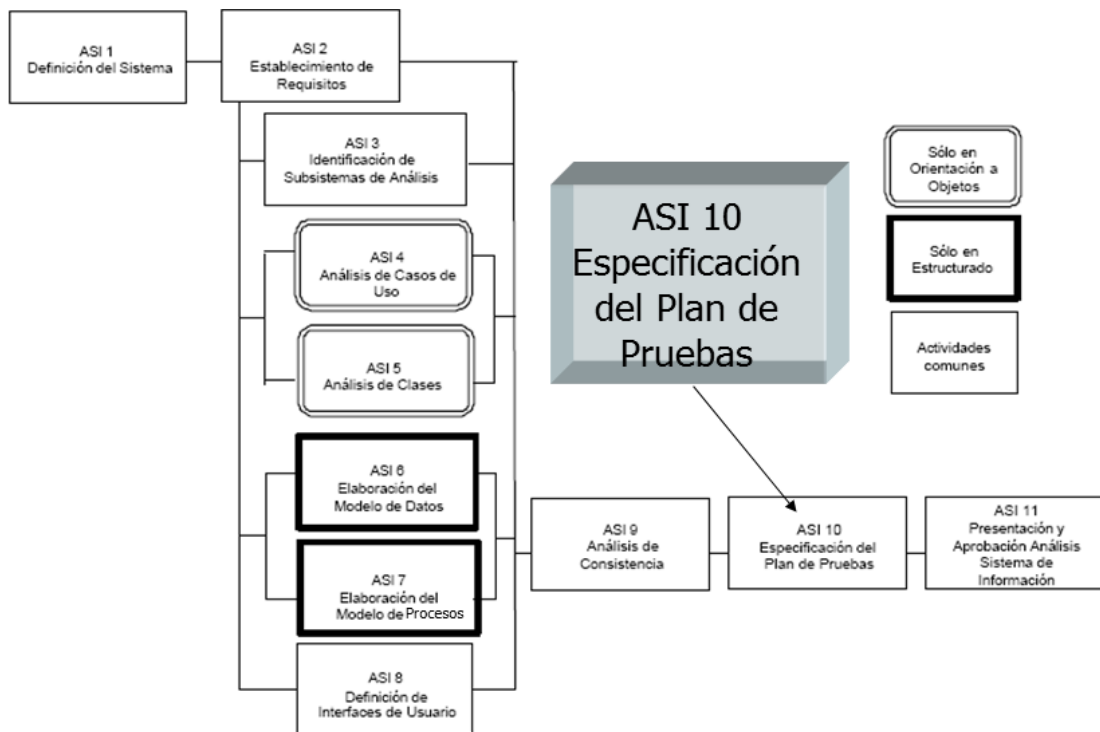 ASI 1
Definición del Sistema
ASI 2
Establecimiento de
Requisitos
ASI 3
Identificación de
Subsistemas de Análisis
ASI 4
Análisis de Casos de
Uso
ASI 5
Análisis de Clases
ASI 6
Elaboración del
Modelo de Datos
ASI 7
Elaboración del
Modelo de Procesos
ASI 8
Definición de
Interfaces de Usuario
ASI 10
Especificación
del Plan de
Pruebas
Sólo en
Orientación a
Objetos
Sólo en
Estructurado
Actividades
comunes
ASI 9
Análisis de
Consistencia
ASI 10
Especificación del
Plan de Pruebas
ASI 11
Presentación y
Aprobación Análisis
Sistema de
Información